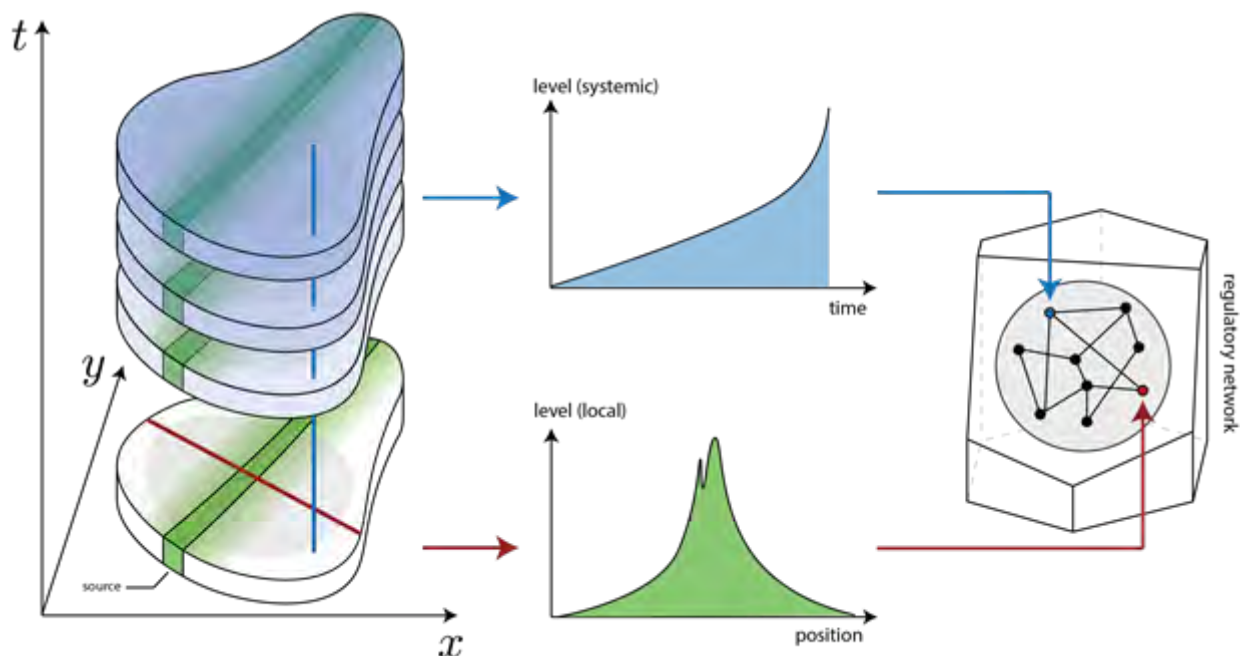 t
level (systemic)
time
y
regulatory network
level (local)
source
position
x